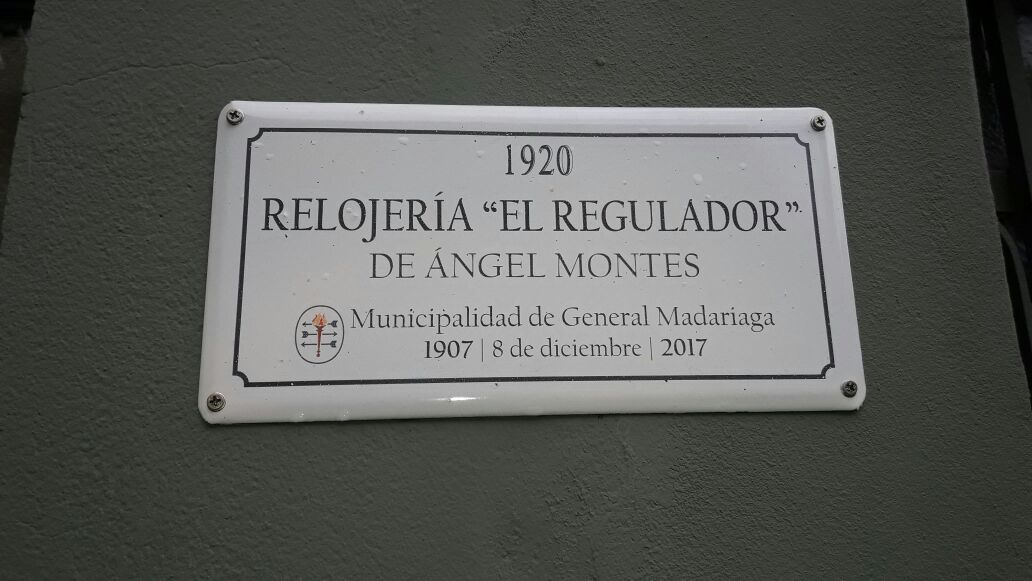 1920
RELOJERÍA “EL REGULADOR”
DE ÁNGEL MONTES
Municipalidad de General Madariaga
1907 | 8 de diciembre | 2017